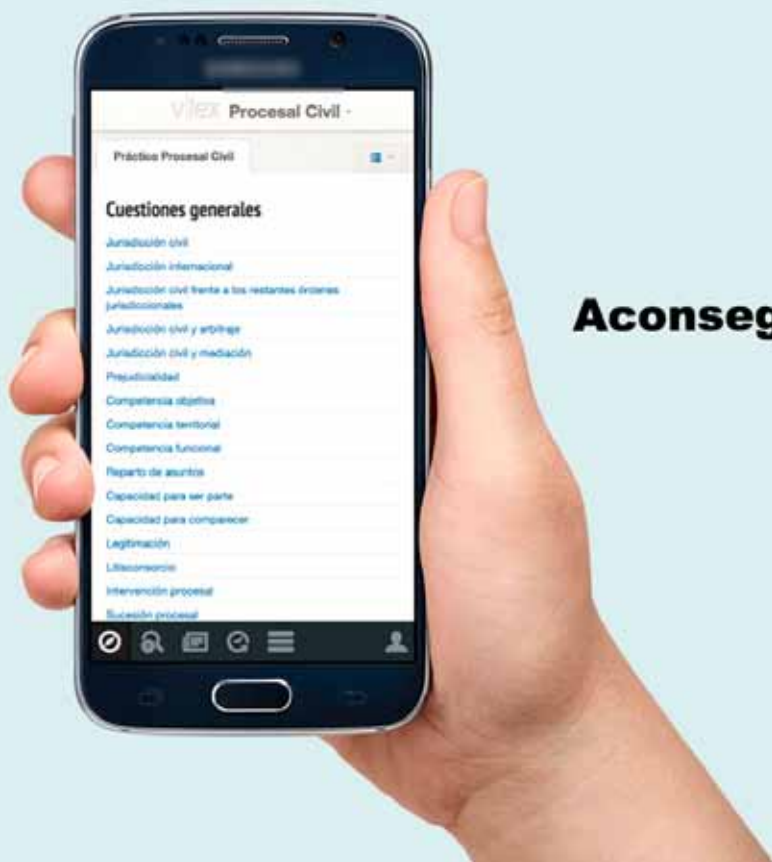 vlex Procesal Civil
Práctico Procesal Civil
Cuestiones generales
Jurisdicción civil
Jurisdicción internacional
Jurisdicción civil frente a los restantes órdenes
jurisdiccionales
Jurisdicción civil y arbitraje
Jurisdicción civil y mediación
Prejudicialidad
Competencia objetiva
Competencia territorial
Competencia funcional
Reparto de asuntos
Capacidad para ser parte
Capacidad para comparecer
Legitimación
Litisconsorcio
Intervención procesal
Sucesión procesal
Aconseg